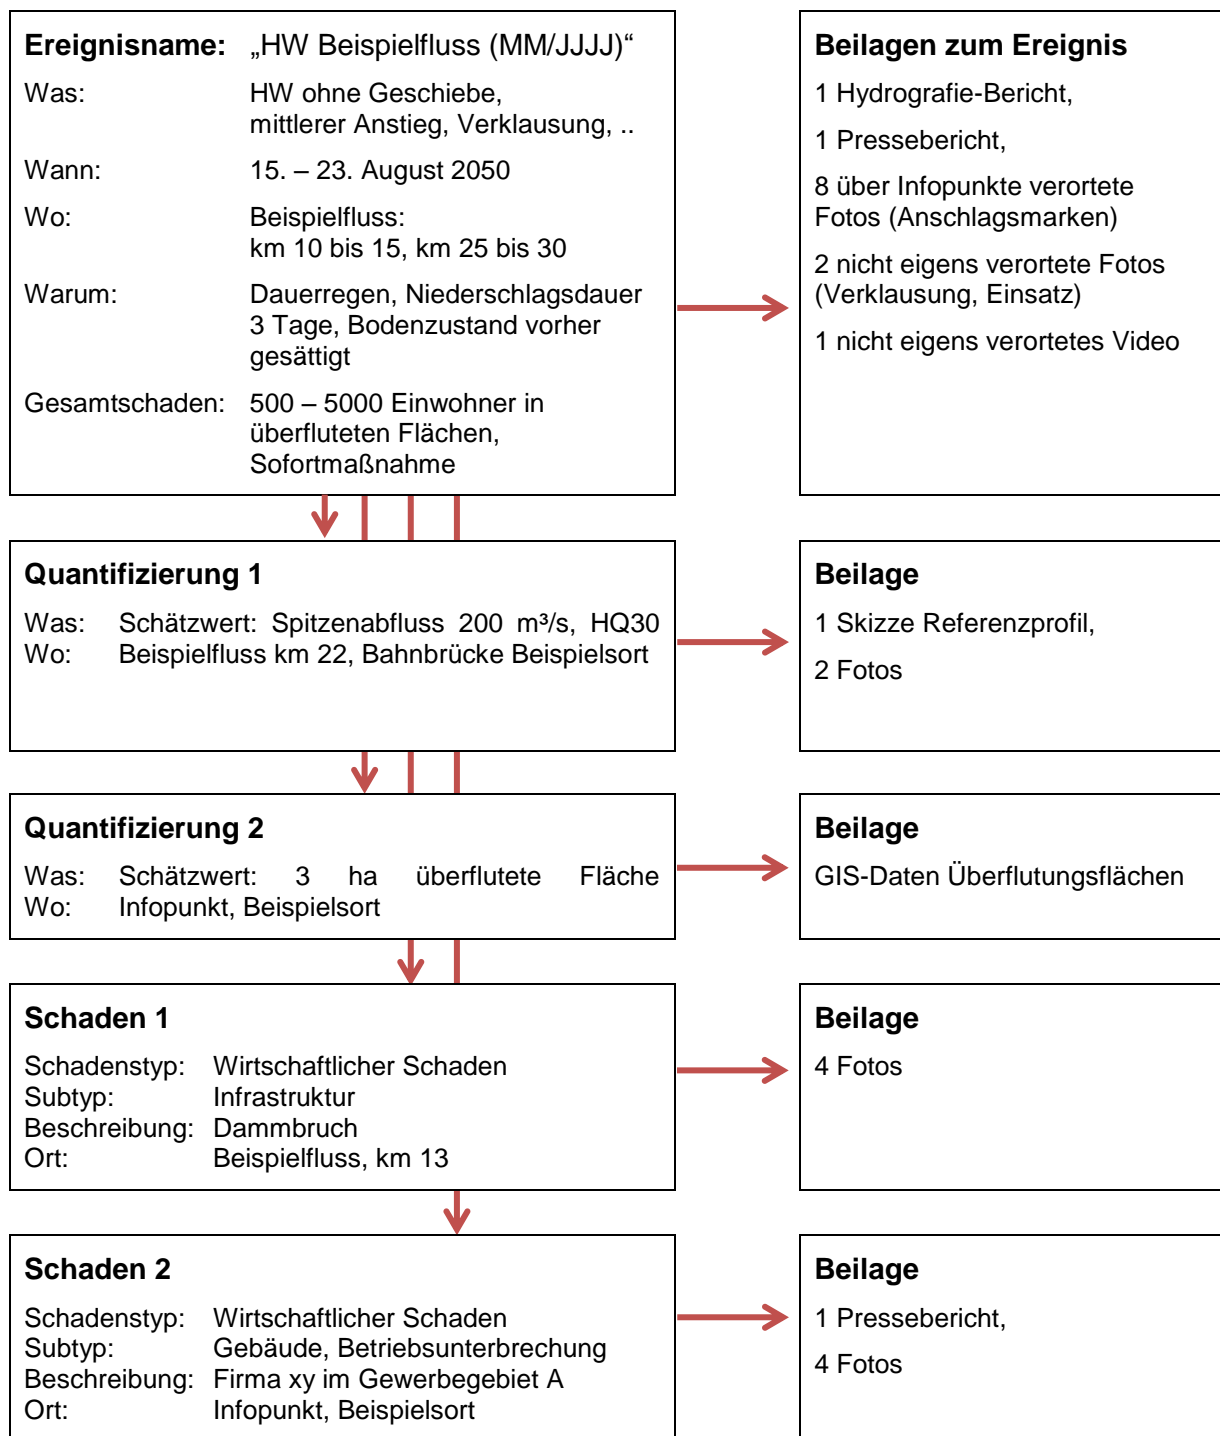 Ereignisname: „HW Beispielfluss (MM/JJJJ)“
Was: HW ohne Geschiebe,
mittlerer Anstieg, Verklausung, ..
Wann: 15. – 23. August 2050
Wo: Beispielfluss:
km 10 bis 15, km 25 bis 30
Warum: Dauerregen, Niederschlagsdauer
3 Tage, Bodenzustand vorher
gesättigt
Gesamtschaden: 500 – 5000 Einwohner in
überfluteten Flächen,
Sofortmaßnahme
Beilagen zum Ereignis
1 Hydrografie-Bericht,
1 Pressebericht,
8 über Infopunkte verortete
Fotos (Anschlagsmarken)
2 nicht eigens verortete Fotos
(Verklausung, Einsatz)
1 nicht eigens verortetes Video
Quantifizierung 1
Was: Schätzwert: Spitzenabfluss 200 m³/s, HQ30
Wo: Beispielfluss km 22, Bahnbrücke Beispielsort
Beilage
1 Skizze Referenzprofil,
2 Fotos
Quantifizierung 2
Was: Schätzwert: 3 ha überflutete Fläche
Wo: Infopunkt, Beispielsort
Beilage
GIS-Daten Überflutungsflächen
Schaden 1
Schadenstyp: Wirtschaftlicher Schaden
Subtyp: Infrastruktur
Beschreibung: Dammbruch
Ort: Beispielfluss, km 13
Beilage
4 Fotos
Schaden 2
Schadenstyp: Wirtschaftlicher Schaden
Subtyp: Gebäude, Betriebsunterbrechung
Beschreibung: Firma xy im Gewerbegebiet A
Ort: Infopunkt, Beispielsort
Beilage
1 Pressebericht,
4 Fotos